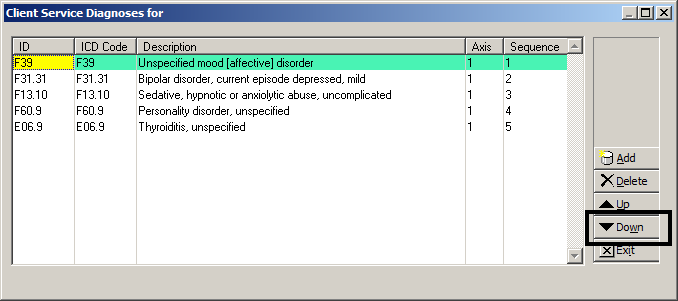 Client Service Diagnoses for
ID ICD Code Description Axis Sequence
F39 F39 Unspecified mood [affective] disorder 1 1
F31.31 F31.31 Bipolar disorder, current episode depressed, mild 1 2
F13.10 F13.10 Sedative, hypnotic or anxiolytic abuse, uncomplicated 1 3
F60.9 F60.9 Personality disorder, unspecified 1 4
E06.9 E06.9 Thyroiditis, unspecified 1 5
Add
Delete
Up
Down
Exit